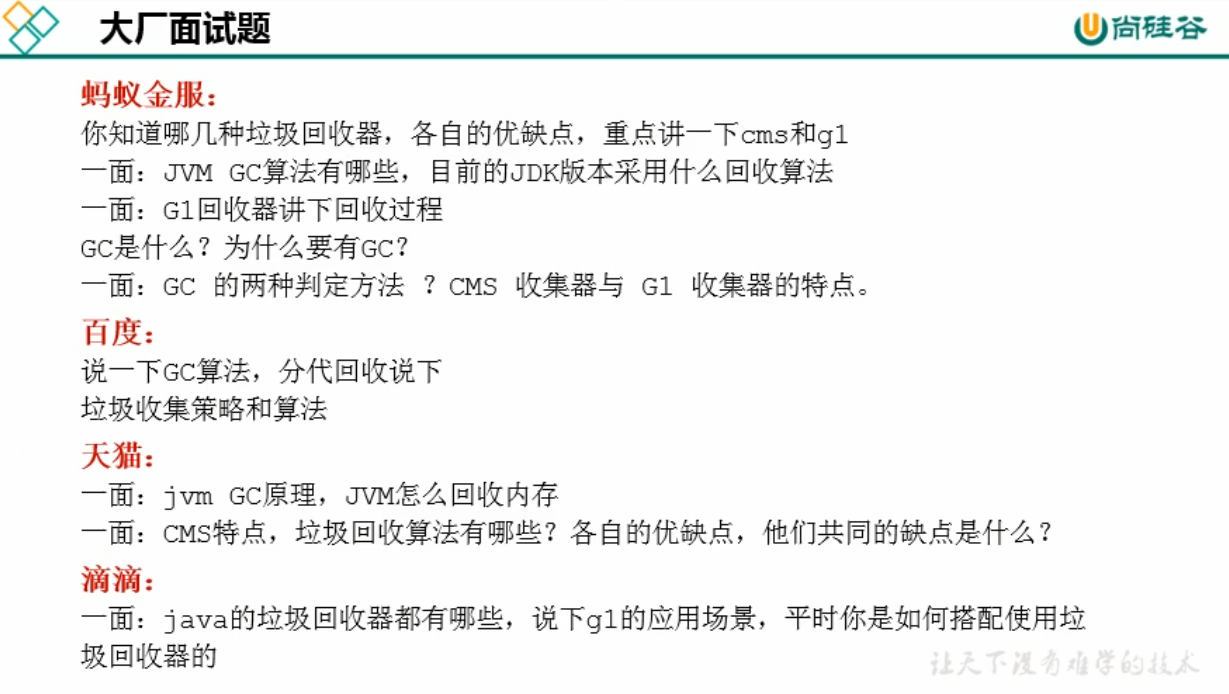 大厂面试题
尚硅谷
蚂蚁金服：
你知道哪几种垃圾回收器，各自的优缺点，重点讲一下cms和g1
一面：JVM GC算法有哪些，目前的JDK版本采用什么回收算法
一面：G1回收器讲下回收过程
GC是什么？为什么要有GC？
一面：GC 的两种判定方法 ？CMS 收集器与 G1 收集器的特点。
百度：
说一下GC算法，分代回收说下
垃圾收集策略和算法
天猫：
一面：jvm GC原理，JVM怎么回收内存
一面：CMS特点，垃圾回收算法有哪些？各自的优缺点，他们共同的缺点是什么？
滴滴：
一面：java的垃圾回收器都有哪些，说下g1的应用场景，平时你是如何搭配使用垃
圾回收器的
让天下没有难学的技术